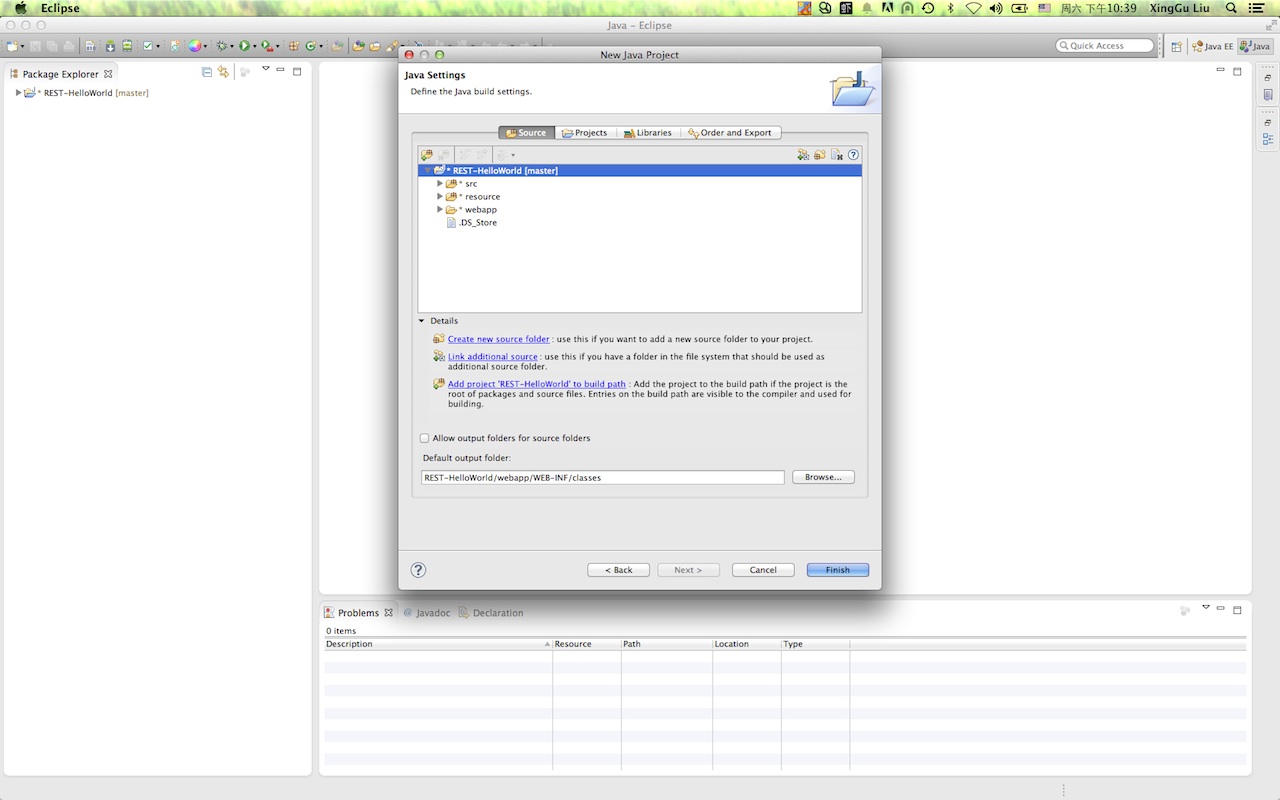 Eclipse
周六 下午10:39 XingGu Liu
Java - Eclipse
Quick Access
Java EE
Java
Package Explorer
* REST-HelloWorld [master]
New Java Project
Java Settings
Define the Java build settings.
Source
Projects
Libraries
Order and Export
* REST-HelloWorld [master]
* src
* resource
* webapp
.DS_Store
Details
Create new source folder : use this if you want to add a new source folder to your project.
Link additional source : use this if you have a folder in the file system that should be used as
additional source folder.
Add project 'REST-HelloWorld' to build path : Add the project to the build path if the project is the
root of packages and source files. Entries on the build path are visible to the compiler and used for
building.
Allow output folders for source folders
Default output folder:
REST-HelloWorld/webapp/WEB-INF/classes
Browse...
< Back
Next >
Cancel
Finish
Problems
Javadoc
Declaration
0 items
Description
Resource
Path
Location
Type